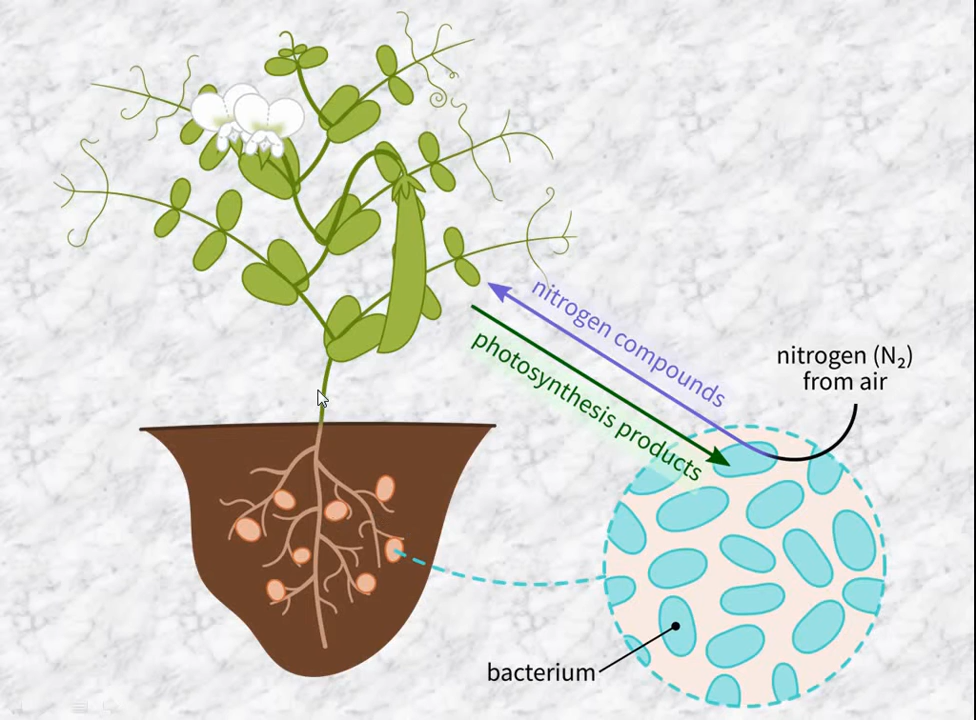 nitrogen compounds
photosynthesis products
nitrogen (N₂)
from air
bacterium